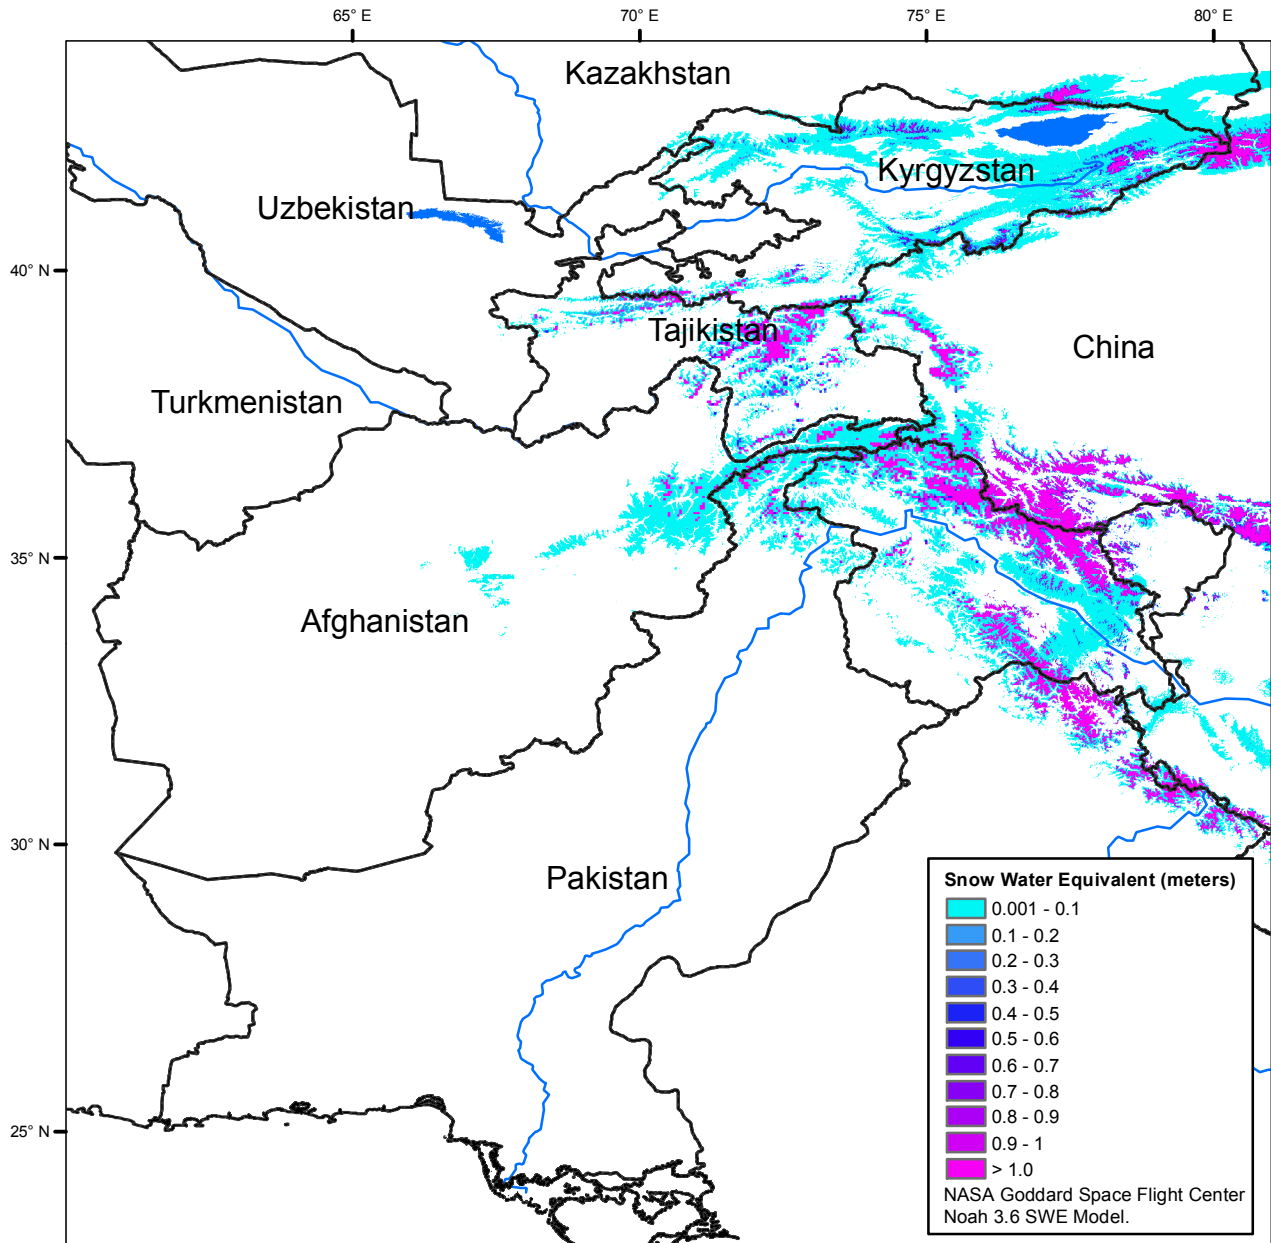 65° E
70° E
75° E
80° E
Kazakhstan
Kyrgyzstan
Uzbekistan
40° N
Tajikistan
China
Turkmenistan
35° N
Afghanistan
30° N
Pakistan
25° N
Snow Water Equivalent (meters)
0.001 - 0.1
0.1 - 0.2
0.2 - 0.3
0.3 - 0.4
0.4 - 0.5
0.5 - 0.6
0.6 - 0.7
0.7 - 0.8
0.8 - 0.9
0.9 - 1
> 1.0
NASA Goddard Space Flight Center
Noah 3.6 SWE Model.